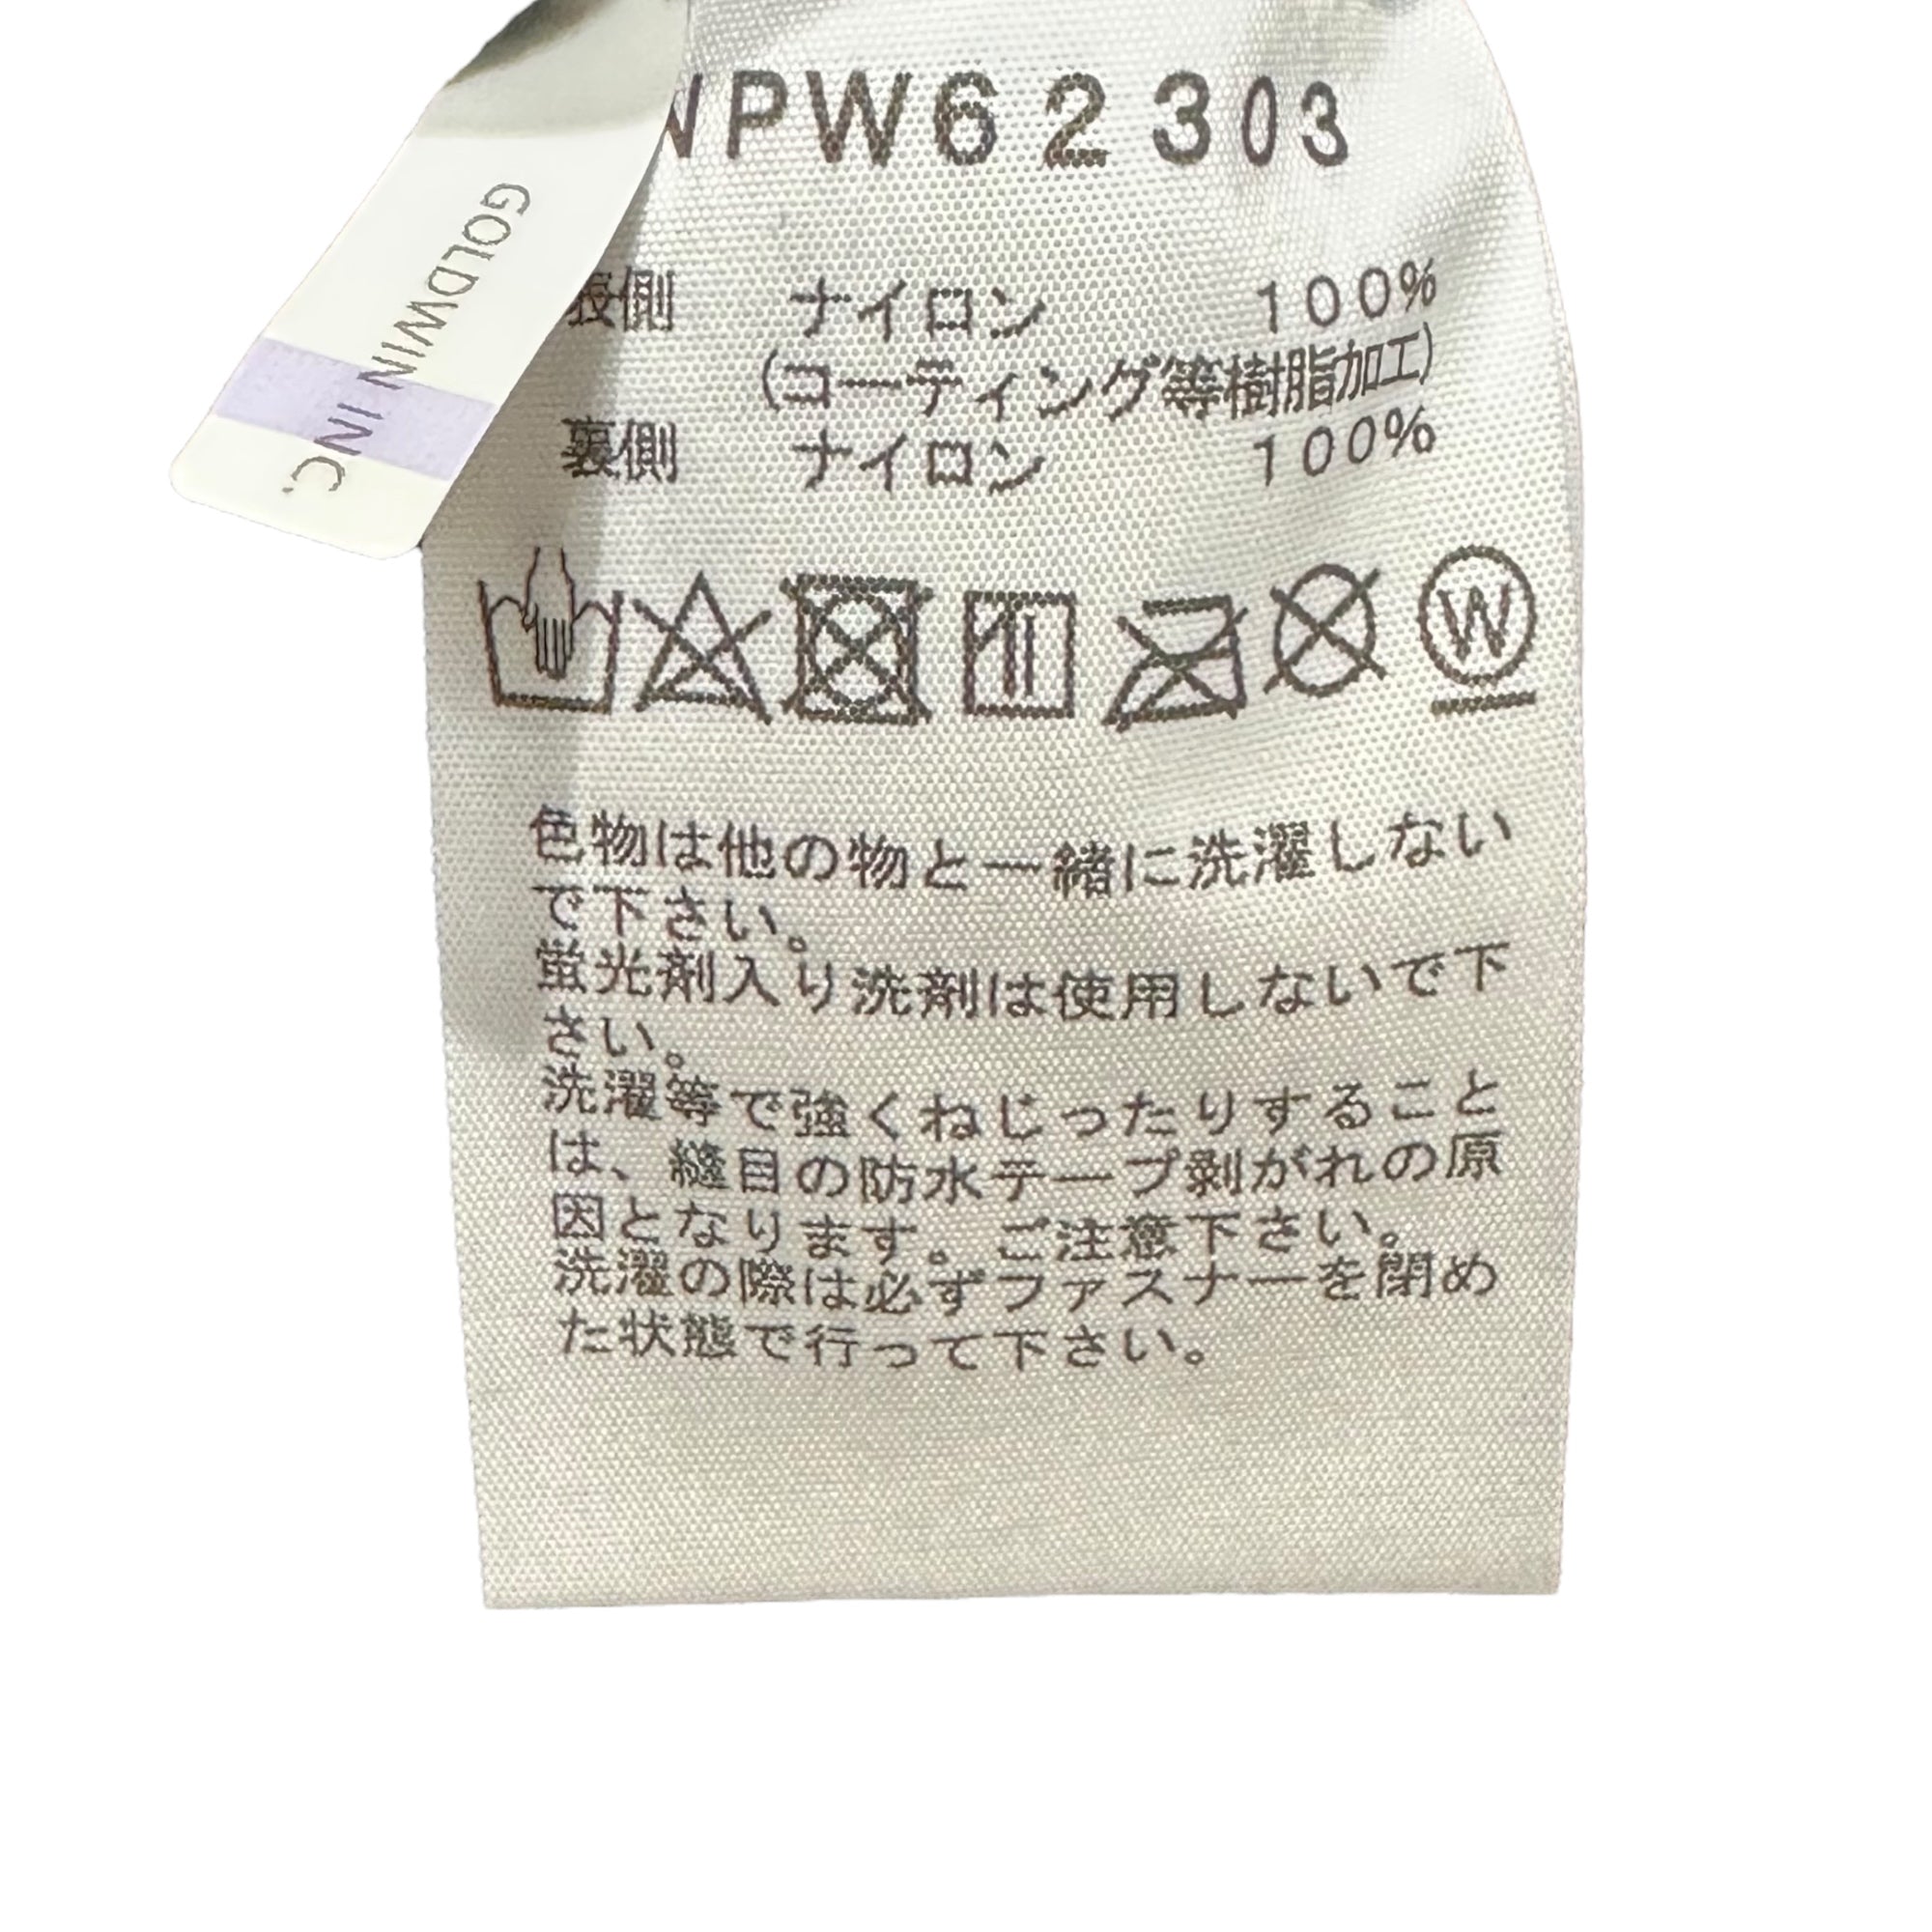 PW62303
GOLDWIN INC.
表側 ナイロン 100%
(コーティング等樹脂加工)
裏側 ナイロン 100%
W
色物は他の物と一緒に洗濯しない
で下さい。
蛍光剤入り洗剤は使用しないで下
さい。
洗濯等で強くねじったりすること
は、縫目の防水テープ剥がれの原
因となります。ご注意下さい。
洗濯の際は必ずファスナーを閉め
た状態で行って下さい。